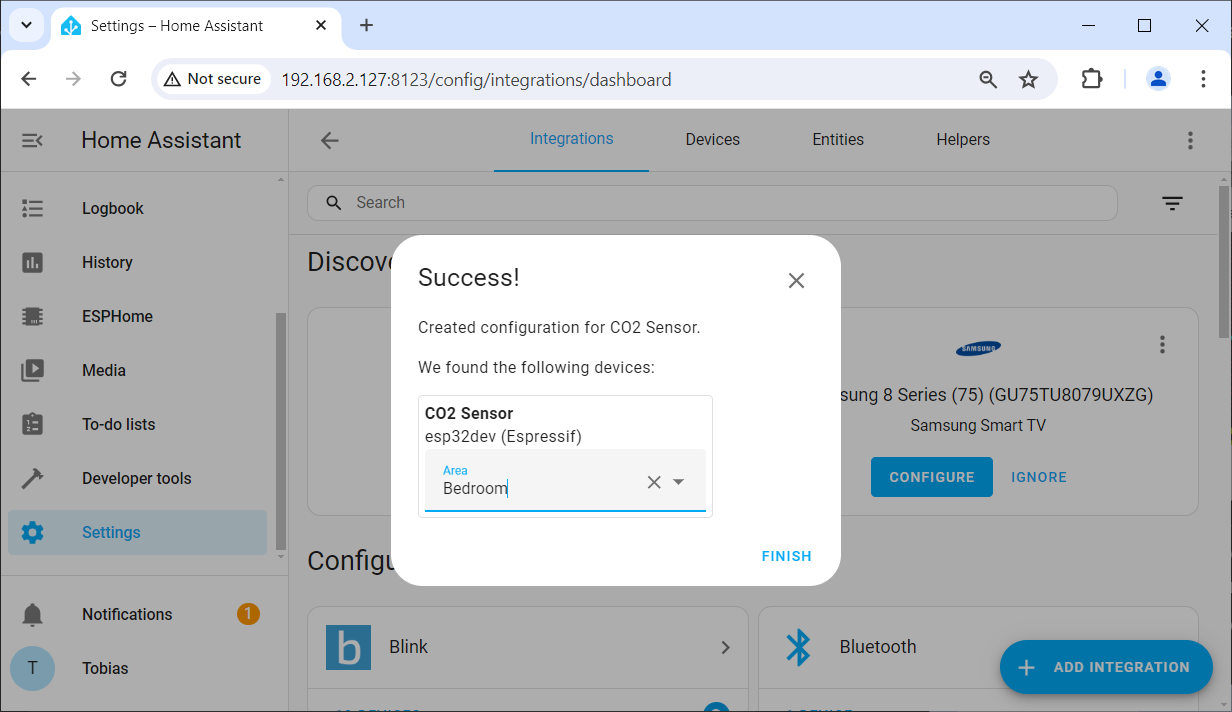 Settings – Home Assistant
Not secure
192.168.2.127:8123/config/integrations/dashboard
Home Assistant
Integrations
Devices
Entities
Helpers
Logbook
History
ESPHome
Media
To-do lists
Developer tools
Settings
Notifications
1
T
Tobias
Search
Success!
Created configuration for CO2 Sensor.
We found the following devices:
CO2 Sensor
esp32dev (Espressif)
Area
Bedroom
FINISH
SAMSUNG
8 Series (75) (GU75TU8079UXZG)
Samsung Smart TV
CONFIGURE
IGNORE
b
Blink
Bluetooth
ADD INTEGRATION